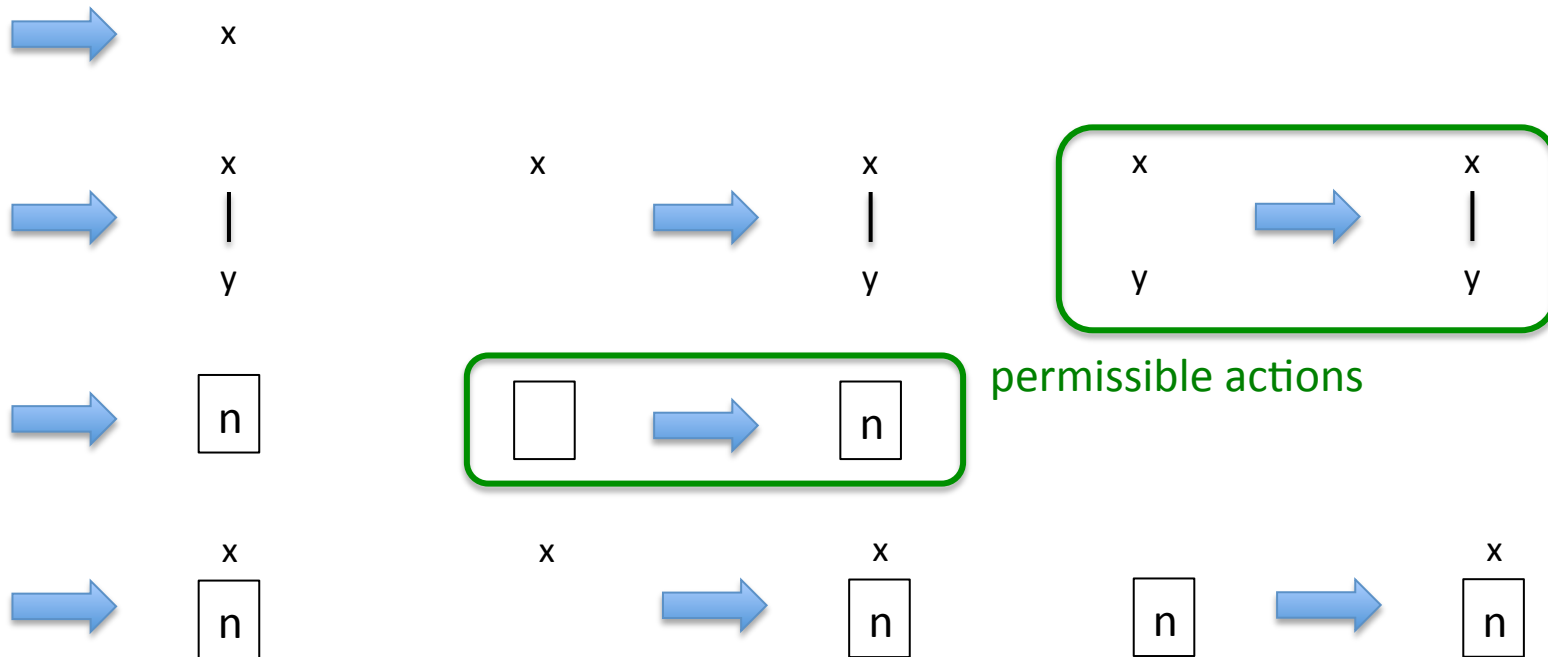 x
x x x x x
y y y y
permissible actions
n n
x x x x
n n n n